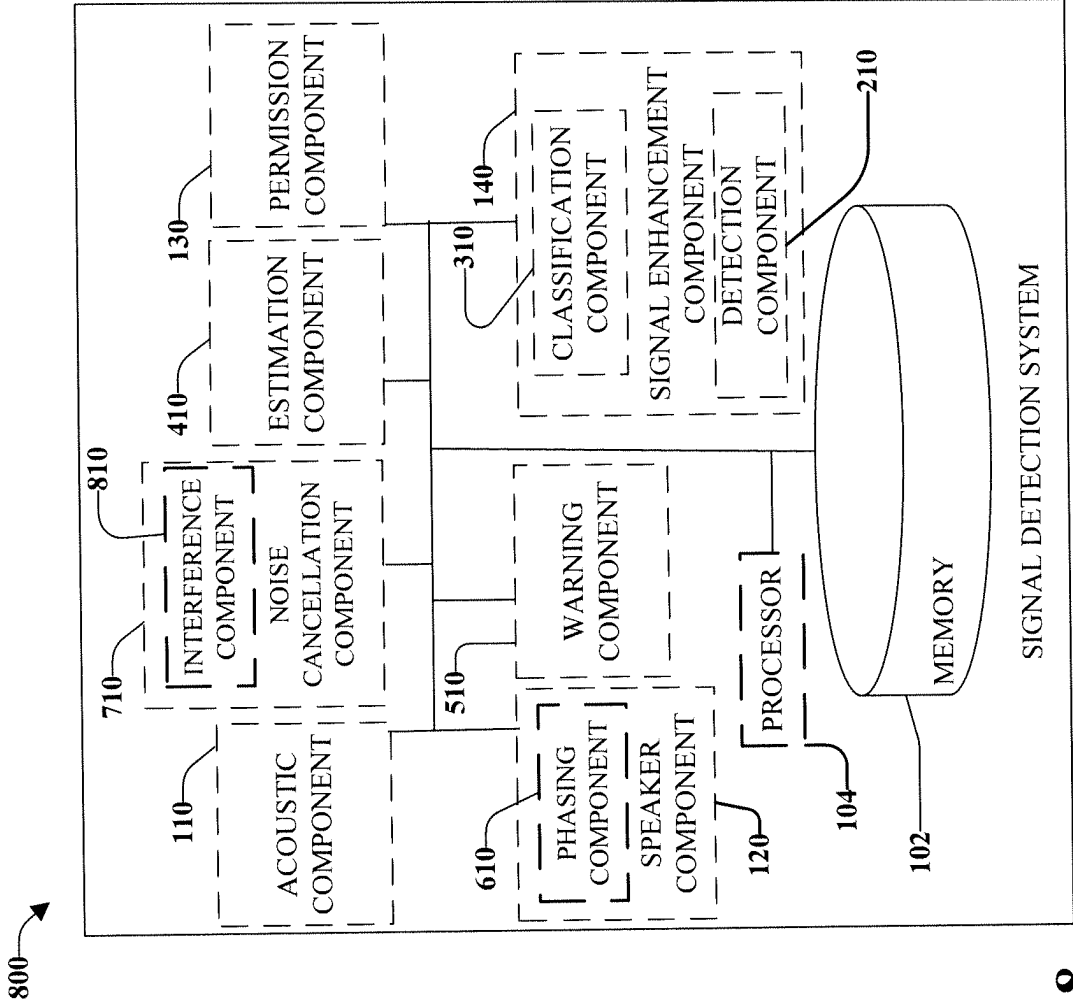 800
110
ACOUSTIC
COMPONENT
710
810
INTERFERENCE
COMPONENT
NOISE
CANCELLATION
COMPONENT
410
ESTIMATION
COMPONENT
130
PERMISSION
COMPONENT
610
PHASING
COMPONENT
SPEAKER
COMPONENT
120
510
WARNING
COMPONENT
310
140
CLASSIFICATION
COMPONENT
SIGNAL ENHANCEMENT
COMPONENT
DETECTION
COMPONENT
210
PROCESSOR
104
MEMORY
102
SIGNAL DETECTION SYSTEM